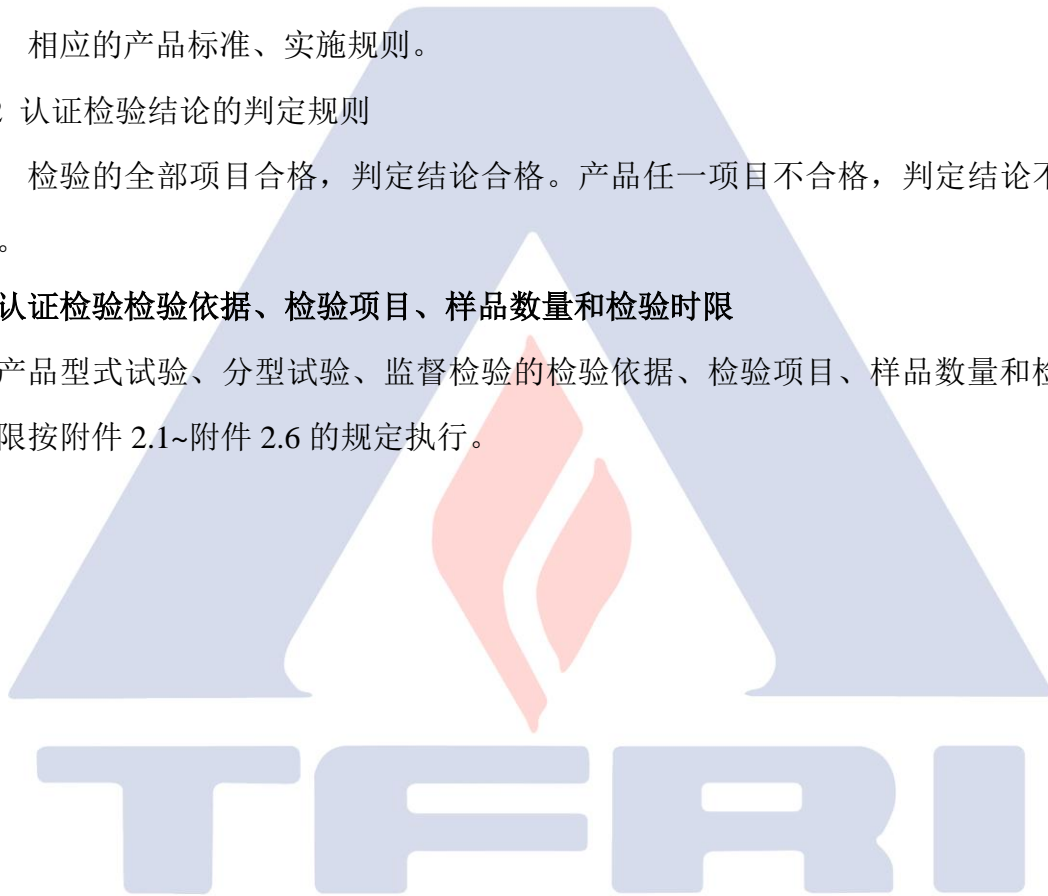 相应的产品标准、实施规则。
认证检验结论的判定规则
检验的全部项目合格，判定结论合格。产品任一项目不合格，判定结论不
。
认证检验检验依据、检验项目、样品数量和检验时限
产品型式试验、分型试验、监督检验的检验依据、检验项目、样品数量和检
限按附件 2.1~附件 2.6 的规定执行。
TFRI